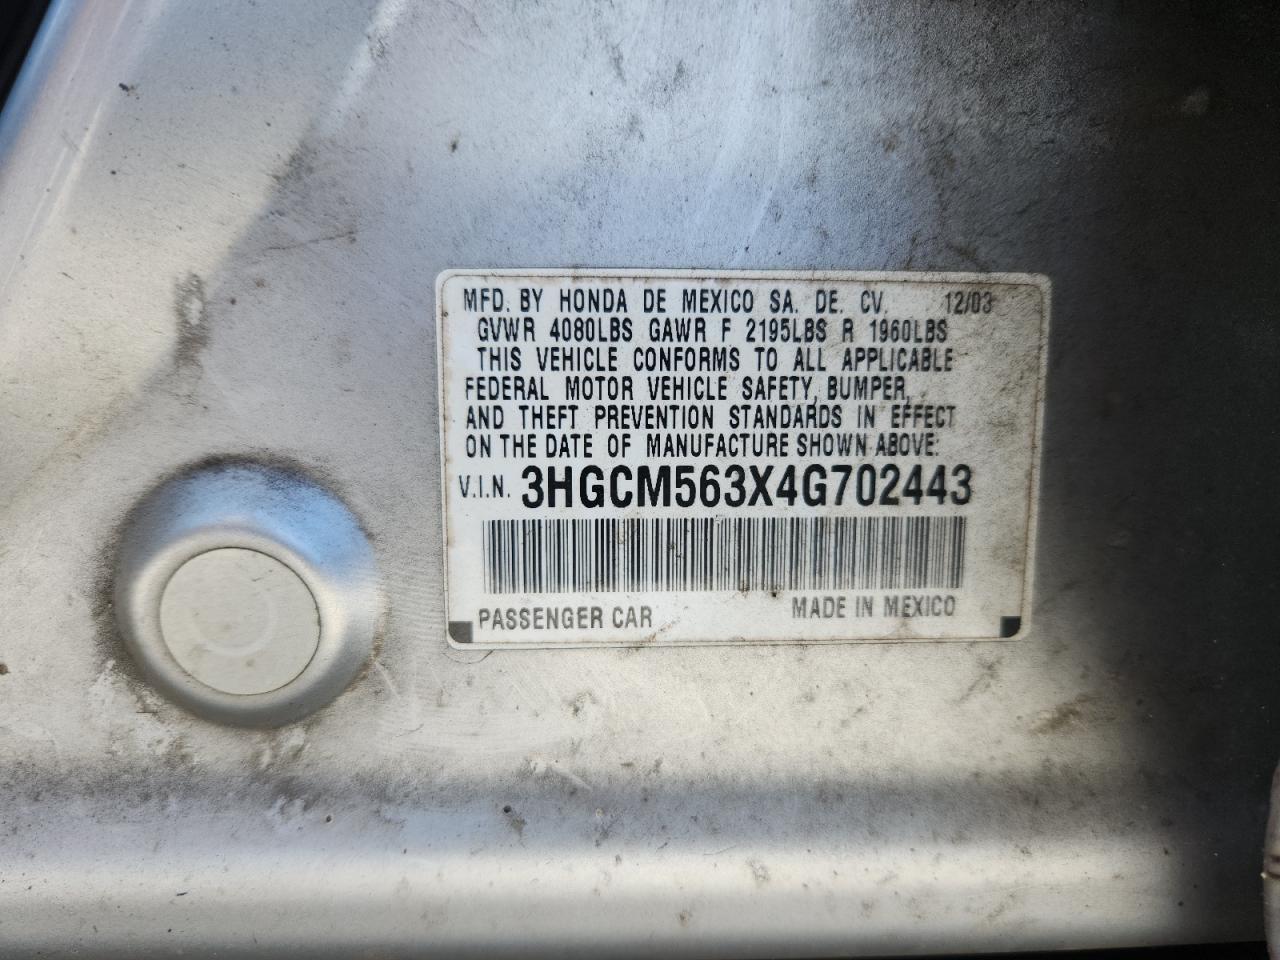 MFD. BY HONDA DE MEXICO SA. DE. CV. 12/03
GVWR 4080LBS GAWR F 2195LBS R 1960LBS
THIS VEHICLE CONFORMS TO ALL APPLICABLE
FEDERAL MOTOR VEHICLE SAFETY, BUMPER,
AND THEFT PREVENTION STANDARDS IN EFFECT
ON THE DATE OF MANUFACTURE SHOWN ABOVE.
V.I.N. 3HGCM563X4G702443
PASSENGER CAR MADE IN MEXICO